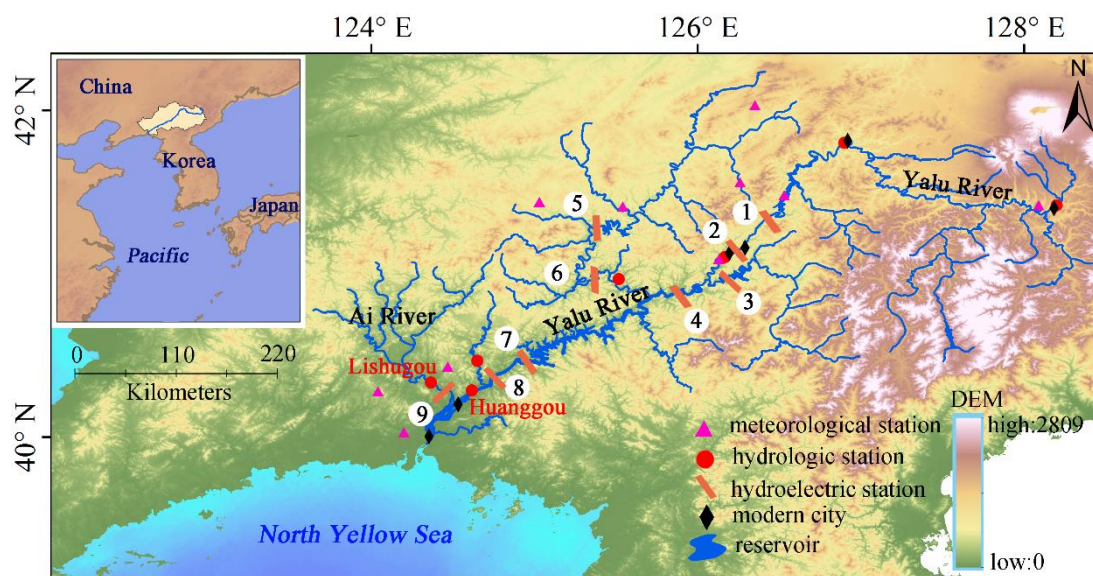 124° E
126° E
128° E
42° N
40° N
N
China
Korea
Japan
Pacific
Yalu River
Yalu River
Ai River
Lishugou
Huanggou
1
2
3
4
5
6
7
8
9
0 110 220
Kilometers
North Yellow Sea
meteorological station
hydrologic station
hydroelectric station
modern city
reservoir
DEM
high:2809
low:0